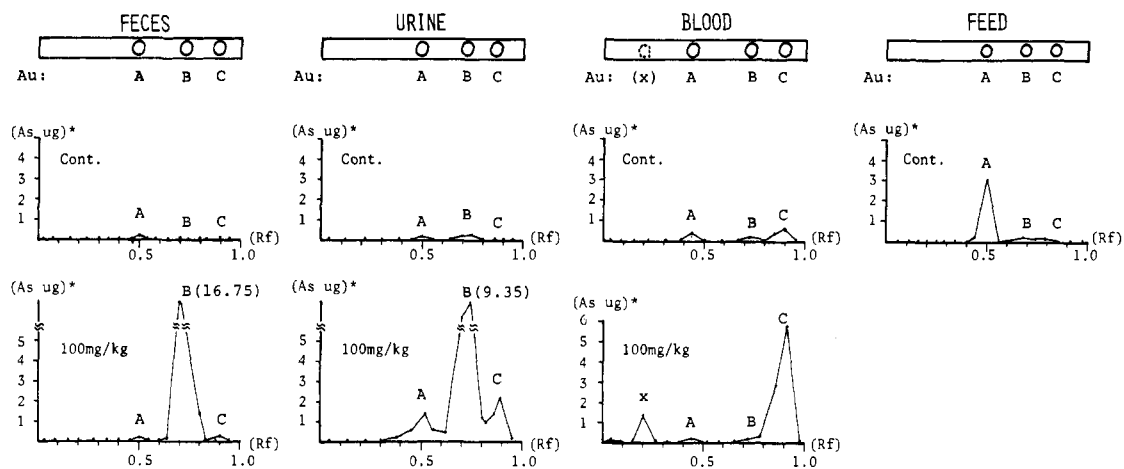 FECES URINE BLOOD FEED
Au: A B C Au: A B C Au: (x) A B C Au: A B C
(As ug)* (As ug)* (As ug)* (As ug)*
4 Cont. 4 Cont. 4 Cont. 4 Cont.
3 3 3 3 A
2 2 2 2
1 A B C 1 A B C 1 A B C 1 B C
(Rf) (Rf) (Rf) (Rf)
0.5 1.0 0.5 1.0 0.5 1.0 0.5 1.0
(As ug)* B(16.75) (As ug)* B(9.35) (As ug)*
6 C
5 100mg/kg 5 100mg/kg 5 100mg/kg
4 4 4
3 3 3
2 2 A C 2 x
1 A C 1 1 A B
(Rf) (Rf) (Rf)
0.5 1.0 0.5 1.0 0.5 1.0